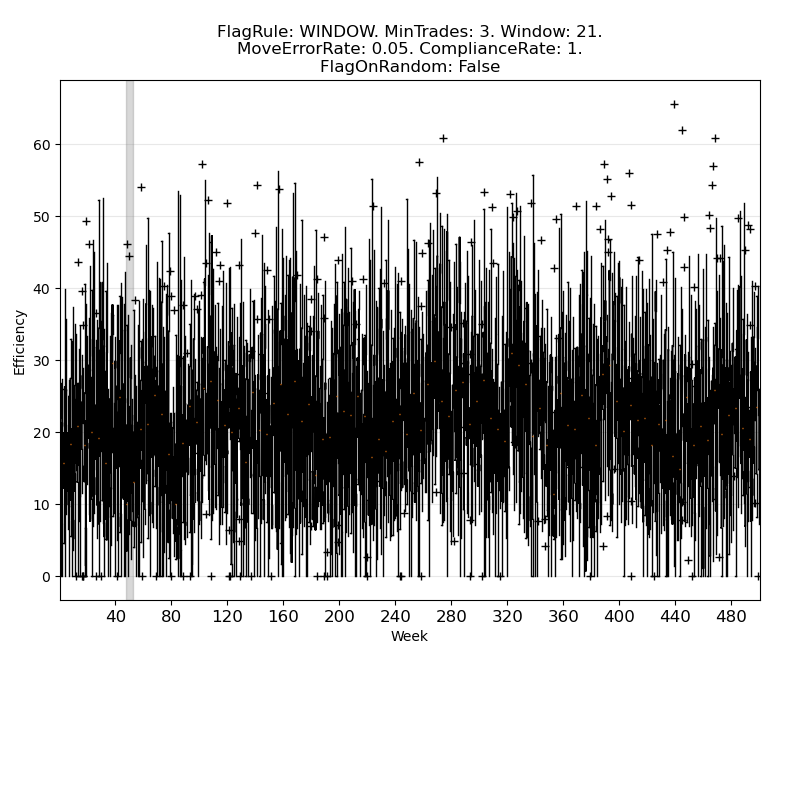 FlagRule: WINDOW. MinTrades: 3. Window: 21.
MoveErrorRate: 0.05. ComplianceRate: 1.
FlagOnRandom: False
Efficiency
60
50
40
30
20
10
0
40 80 120 160 200 240 280 320 360 400 440 480
Week